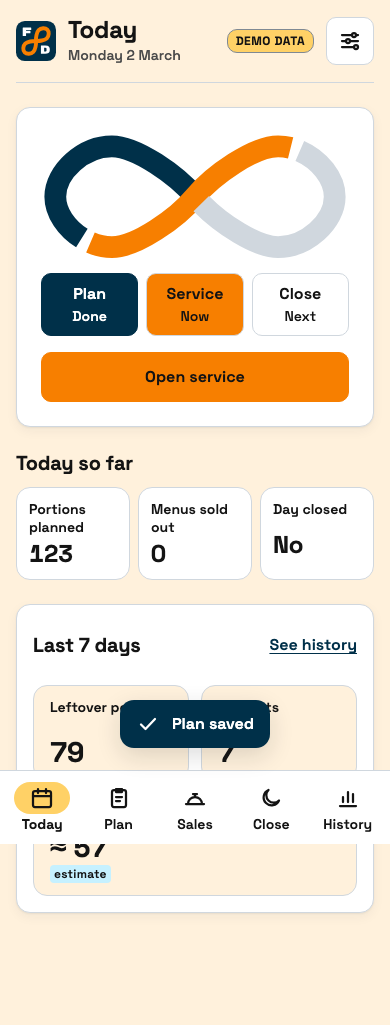 F
D
Today
Monday 2 March
DEMO DATA
Plan
Done
Service
Now
Close
Next
Open service
Today so far
Portions
planned
123
Menus sold
out
0
Day closed
No
Last 7 days
See history
Leftover
79
7
Plan saved
Today
Plan
Sales
Close
History
≈ 57
estimate